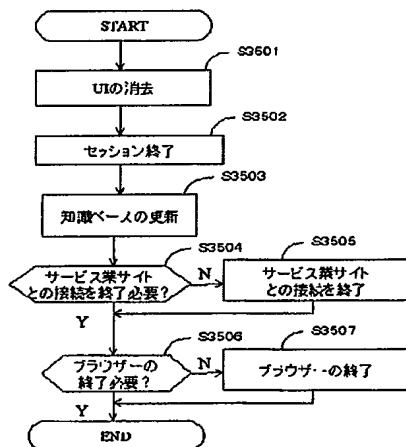 START
S3501
UIの消去
S3502
セッション終了
S3503
知識ベースの更新
S3504
サービス業サイト
との接続を終了必要?
N
S3505
サービス業サイト
との接続を終了
Y
S3506
ブラウザーの
終了必要?
N
S3507
ブラウザーの終了
Y
END